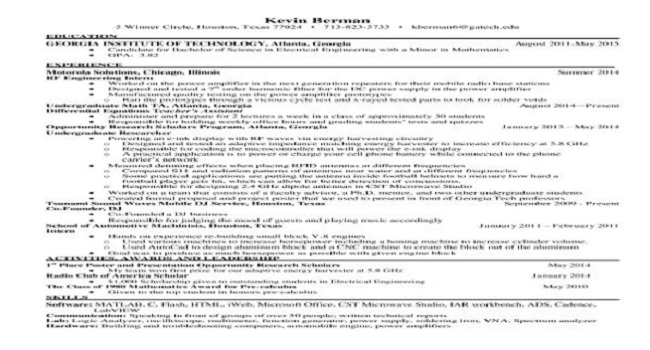 Kevin Berman
5 Winner Circle, Houston, Texas 77024 • 713-823-5733 • kberman6@gatech.edu
EDUCATION
GEORGIA INSTITUTE OF TECHNOLOGY, Atlanta, Georgia August 2011-May 2015
• Candidate for Bachelor of Science in Electrical Engineering with a Minor in Mathematics
• GPA: 3.82
EXPERIENCE
Motorola Solutions, Chicago, Illinois Summer 2014
RF Engineering Intern
• Worked on the power amplifier in the next generation repeaters for their mobile radio base stations
• Designed and tested a 7th order harmonic filter for the DC power supply in the power amplifier
• Manufactured quality testing on the power amplifier prototypes
o Ran the prototypes through a vicious cycle test and x-rayed tested parts to look for solder voids
Undergraduate Math TA, Atlanta, Georgia August 2014—Present
Differential Equations Teacher's Assistant
• Administer and prepare for 2 lectures a week in a class of approximately 30 students
• Responsible for holding weekly office hours and grading students' tests and quizzes
Opportunity Research Scholars Program, Atlanta, Georgia January 2013 – May 2014
Undergraduate Researcher
• Powering an e-ink display with RF waves via energy harvesting circuitry
o Designed and tested an adaptive impedance matching energy harvester to increase efficiency at 5.8 GHz
o Responsible for coding the microcontroller that will power the e-ink display
o A practical application is to power or charge your cell phone battery while connected to the phone
carrier's network
• Measured detuning effects when placing RFID antennas at different frequencies
o Compared S11 and radiation patterns of antennas near water and at different frequencies
o Some practical applications are putting the antenna inside football helmets to measure how hard a
football player gets hit, which can allow for better detection of concussions.
o Responsible for designing 2.4 GHz dipole antennas in CST Microwave Studio
• Worked on a team that consists of a faculty advisor, a Ph.D. mentor, and two other undergraduate students
• Created formal proposal and project poster that we used to present in front of Georgia Tech professors
Thousand Sound Waves Mobile DJ Service, Houston, Texas September 2009 - Present
Co-Founder, DJ
• Co-Founded a DJ business
• Responsible for judging the mood of guests and playing music accordingly
School of Automotive Machinists, Houston, Texas January 2011 – February 2011
Intern
• Hands on experience re-building small block V-8 engines
o Used various machines to increase horsepower including a boning machine to increase cylinder volume.
o Used AutoCad to design aluminum block and a CNC machine to create the block out of the aluminum
• Goal was to produce as much horsepower as possible with given engine block
ACTIVITIES, AWARDS AND LEADERSHIP
1st Place Poster and Presentation Opportunity Research Scholars May 2014
• My team won first prize for our adaptive energy harvester at 5.8 GHz
Radio Club of America Scholar January 2014
• $1,000 Scholarship given to outstanding students in Electrical Engineering
The Class of 1980 Mathematics Award for Pre-Calculus May 2010
• Given to the top student in honors pre-calculus
SKILLS
Software: MATLAB, C, Flash, HTML, iWeb, Microsoft Office, CST Microwave Studio, IAR workbench, ADS, Cadence,
LabVIEW
Communication: Speaking in front of groups of over 50 people, written technical reports
Lab: Logic Analyzer, oscilloscope, multimeter, function generator, power supply, soldering iron, VNA, Spectrum analyzer
Hardware: Building and troubleshooting computers, automobile engine, power amplifiers